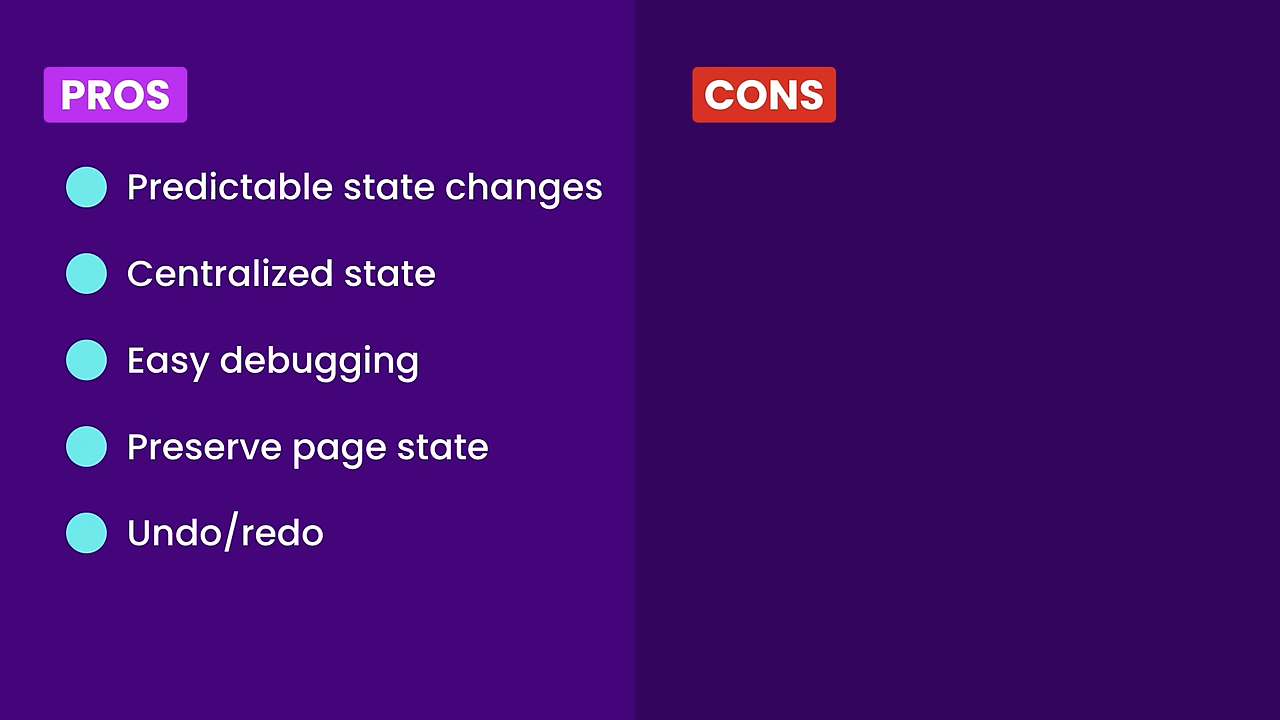 PROS
Predictable state changes
Centralized state
Easy debugging
Preserve page state
Undo/redo
CONS